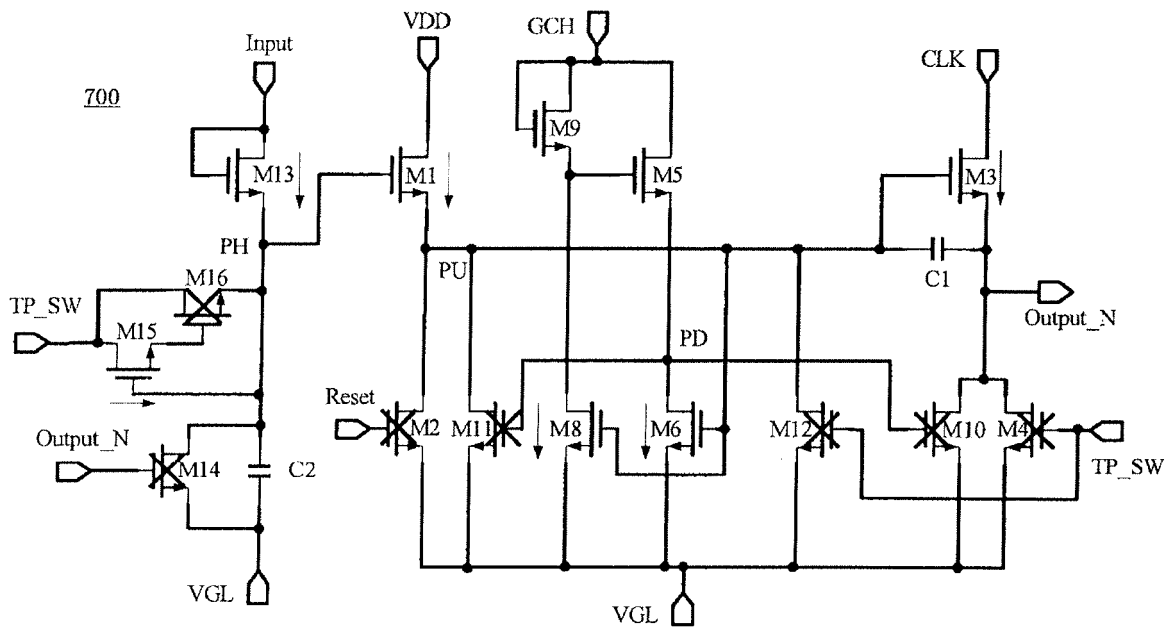 VDD
GCH
Input
CLK
700
M9
M13
M1
M5
M3
PH
M16
PU
C1
TP_SW
M15
Output_N
PD
Reset
Output_N
M14
C2
M2
M11
M8
M6
M12
M10
M4
TP_SW
VGL
VGL